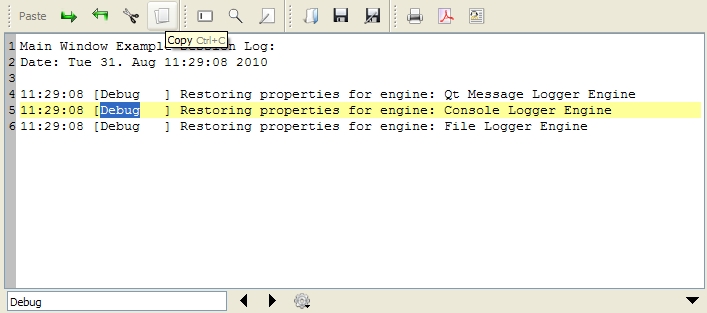 Paste
Copy Ctrl+C
1 Main Window Example Session Log:
2 Date: Tue 31. Aug 11:29:08 2010
3
4 11:29:08 [Debug   ] Restoring properties for engine: Qt Message Logger Engine
5 11:29:08 [Debug   ] Restoring properties for engine: Console Logger Engine
6 11:29:08 [Debug   ] Restoring properties for engine: File Logger Engine
Debug